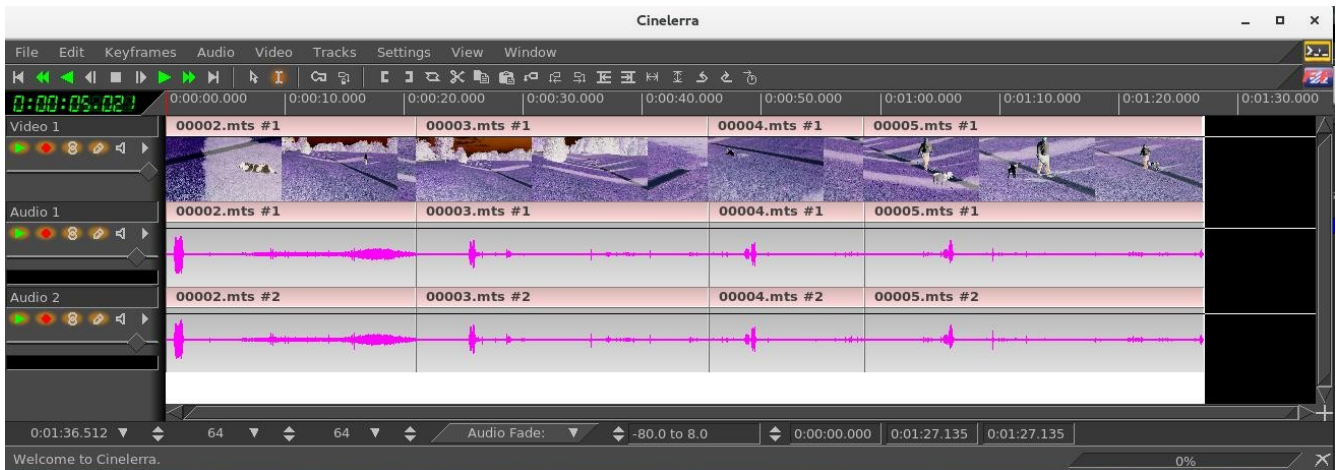 Cinelerra
File Edit Keyframes Audio Video Tracks Settings View Window
0:00:05.021 0:00:00.000 0:00:10.000 0:00:20.000 0:00:30.000 0:00:40.000 0:00:50.000 0:01:00.000 0:01:10.000 0:01:20.000 0:01:30.000
Video 1 00002.mts #1 00003.mts #1 00004.mts #1 00005.mts #1
Audio 1 00002.mts #1 00003.mts #1 00004.mts #1 00005.mts #1
Audio 2 00002.mts #2 00003.mts #2 00004.mts #2 00005.mts #2
0:01:36.512 64 64 Audio Fade: -80.0 to 8.0 0:00:00.000 0:01:27.135 0:01:27.135
Welcome to Cinelerra. 0%